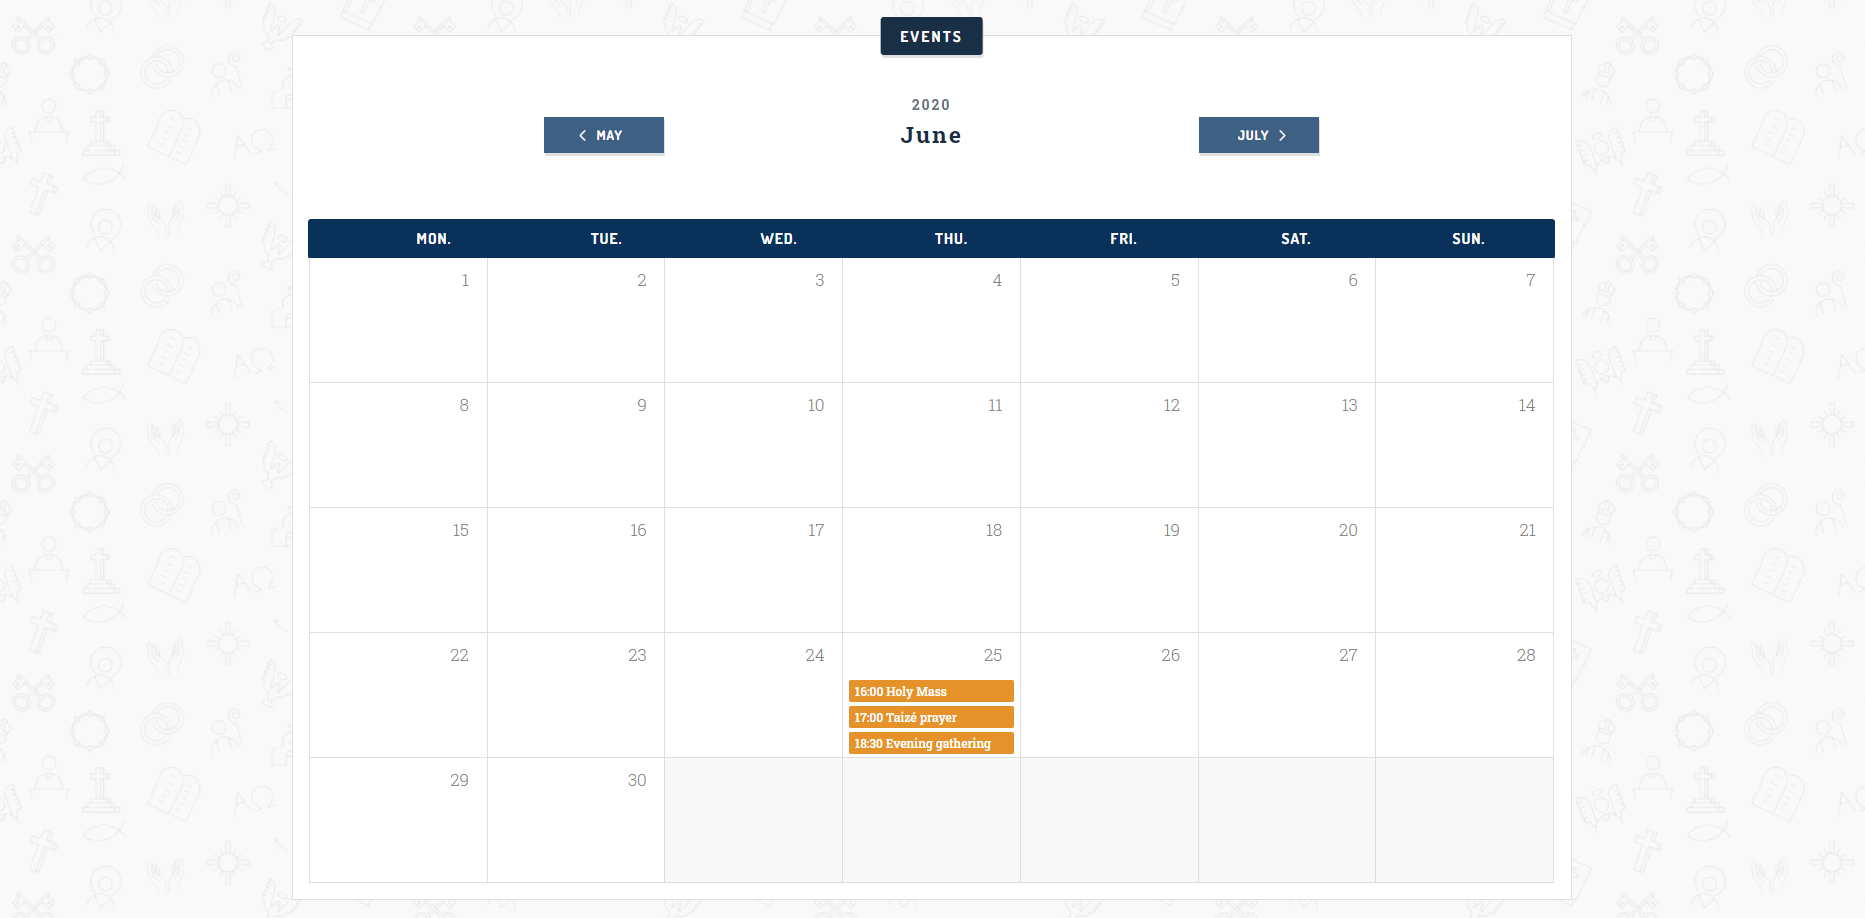 EVENTS
2020
MAY
June
JULY
MON. TUE. WED. THU. FRI. SAT. SUN.
1 2 3 4 5 6 7
8 9 10 11 12 13 14
15 16 17 18 19 20 21
22 23 24 25 26 27 28
16:00 Holy Mass
17:00 Taizé prayer
18:30 Evening gathering
29 30